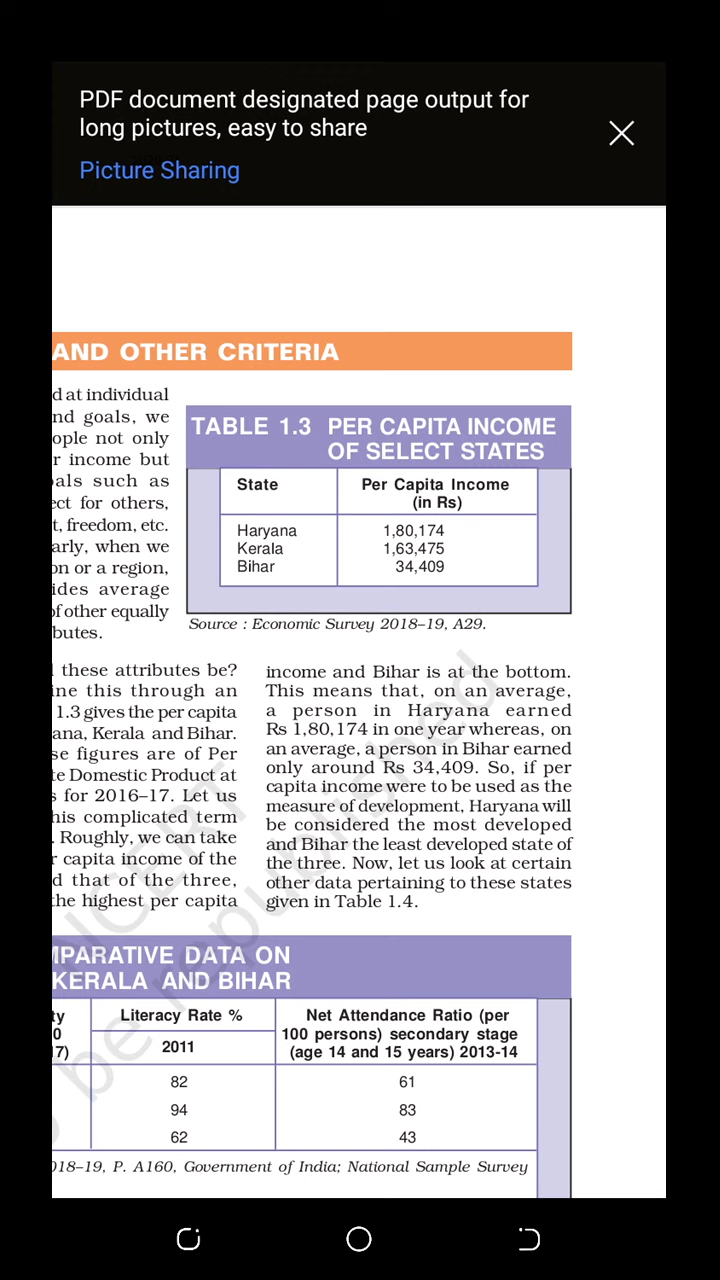 PDF document designated page output for
long pictures, easy to share
Picture Sharing
AND OTHER CRITERIA
d at individual
nd goals, we
ople not only
r income but
als such as
ect for others,
t, freedom, etc.
arly, when we
on or a region,
ides average
of other equally
butes.
TABLE 1.3 PER CAPITA INCOME
OF SELECT STATES
State Per Capita Income
(in Rs)
Haryana 1,80,174
Kerala 1,63,475
Bihar 34,409
Source : Economic Survey 2018–19, A29.
l these attributes be?
ine this through an
1.3 gives the per capita
ana, Kerala and Bihar.
se figures are of Per
te Domestic Product at
s for 2016–17. Let us
his complicated term
. Roughly, we can take
r capita income of the
d that of the three,
the highest per capita
income and Bihar is at the bottom.
This means that, on an average,
a person in Haryana earned
Rs 1,80,174 in one year whereas, on
an average, a person in Bihar earned
only around Rs 34,409. So, if per
capita income were to be used as the
measure of development, Haryana will
be considered the most developed
and Bihar the least developed state of
the three. Now, let us look at certain
other data pertaining to these states
given in Table 1.4.
MPARATIVE DATA ON
KERALA AND BIHAR
ty
0
17)
Literacy Rate %
2011
Net Attendance Ratio (per
100 persons) secondary stage
(age 14 and 15 years) 2013-14
82 61
94 83
62 43
018–19, P. A160, Government of India; National Sample Survey
NCERT
be republished